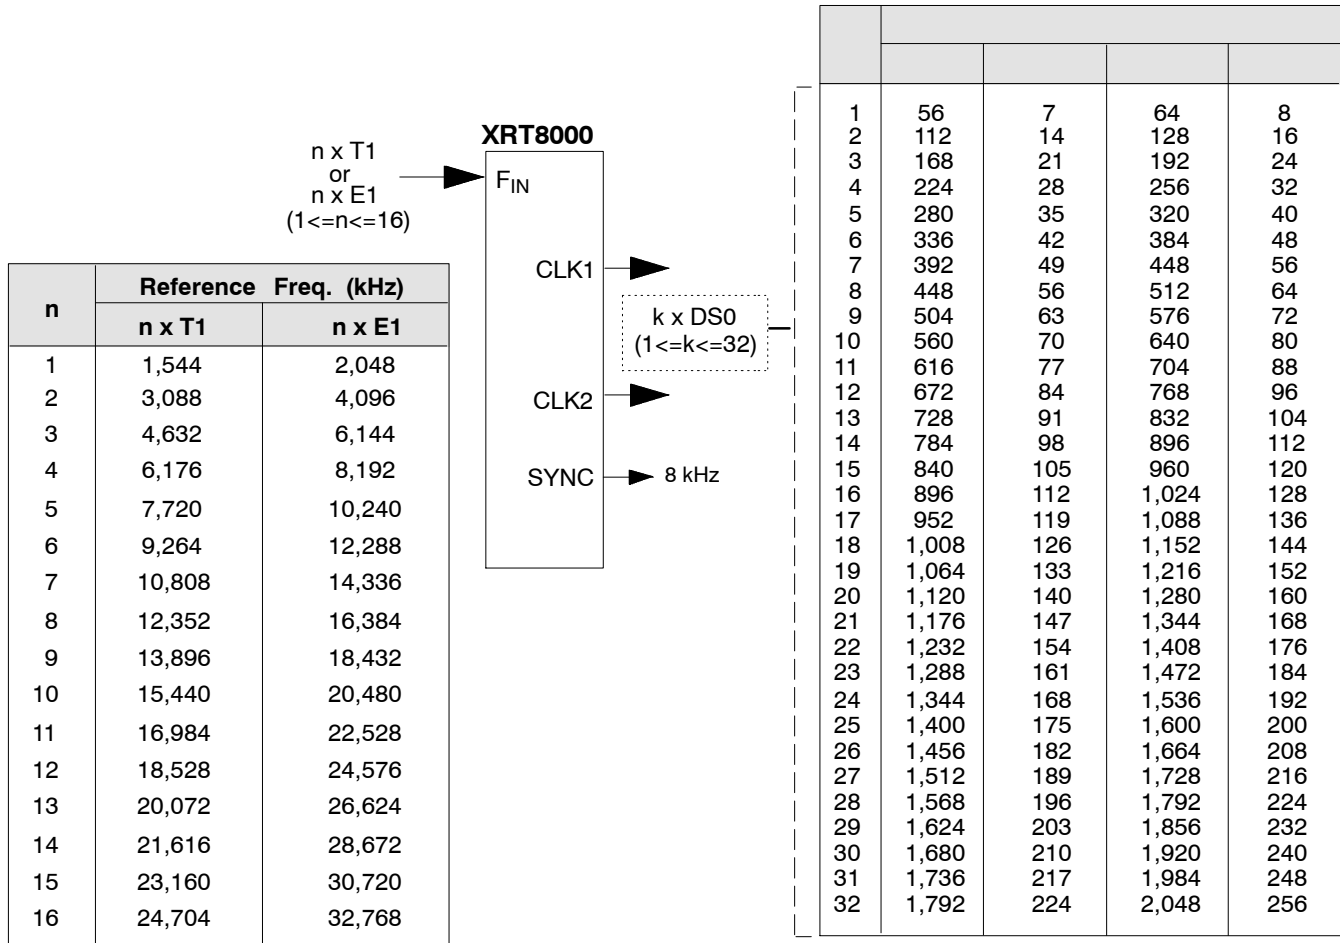 XRT8000
n x T1
or
n x E1
(1<=n<=16)
FIN
CLK1
CLK2
SYNC
8 kHz
k x DS0
(1<=k<=32)
n Reference Freq. (kHz)
n x T1 n x E1
1 1,544 2,048
2 3,088 4,096
3 4,632 6,144
4 6,176 8,192
5 7,720 10,240
6 9,264 12,288
7 10,808 14,336
8 12,352 16,384
9 13,896 18,432
10 15,440 20,480
11 16,984 22,528
12 18,528 24,576
13 20,072 26,624
14 21,616 28,672
15 23,160 30,720
16 24,704 32,768
1 56 7 64 8
2 112 14 128 16
3 168 21 192 24
4 224 28 256 32
5 280 35 320 40
6 336 42 384 48
7 392 49 448 56
8 448 56 512 64
9 504 63 576 72
10 560 70 640 80
11 616 77 704 88
12 672 84 768 96
13 728 91 832 104
14 784 98 896 112
15 840 105 960 120
16 896 112 1,024 128
17 952 119 1,088 136
18 1,008 126 1,152 144
19 1,064 133 1,216 152
20 1,120 140 1,280 160
21 1,176 147 1,344 168
22 1,232 154 1,408 176
23 1,288 161 1,472 184
24 1,344 168 1,536 192
25 1,400 175 1,600 200
26 1,456 182 1,664 208
27 1,512 189 1,728 216
28 1,568 196 1,792 224
29 1,624 203 1,856 232
30 1,680 210 1,920 240
31 1,736 217 1,984 248
32 1,792 224 2,048 256